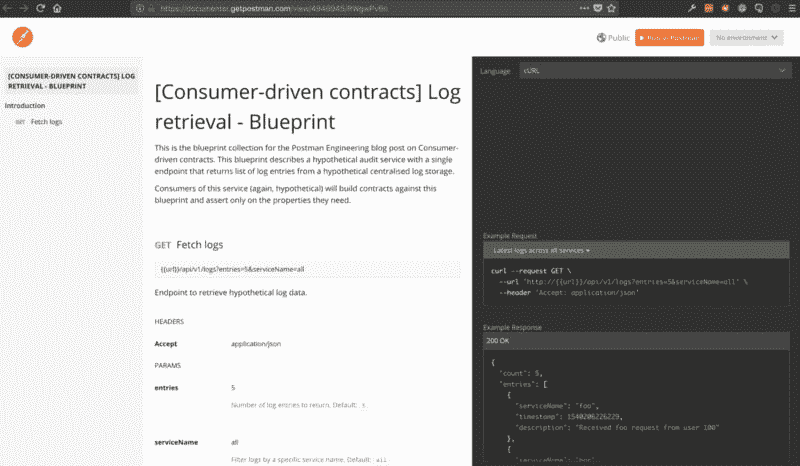 https://documenter.getpostman.com/view/4946945/RWgwPv6n
Public
Run in Postman
No environment
[CONSUMER-DRIVEN CONTRACTS] LOG
RETRIEVAL - BLUEPRINT
Introduction
GET Fetch logs
[Consumer-driven contracts] Log
retrieval - Blueprint
This is the blueprint collection for the Postman Engineering blog post on Consumer-
driven contracts. This blueprint describes a hypothetical audit service with a single
endpoint that returns list of log entries from a hypothetical centralised log storage.
Consumers of this service (again, hypothetical) will build contracts against this
blueprint and assert only on the properties they need.
GET Fetch logs
{{url}}/api/v1/logs?entries=5&serviceName=all
Endpoint to retrieve hypothetical log data.
HEADERS
Accept application/json
PARAMS
entries 5
Number of log entries to return. Default: 5
serviceName all
Filter logs by a specific service name. Default: all
Language cURL
Example Request
Latest logs across all services
curl --request GET \
--url 'http://{{url}}/api/v1/logs?entries=5&serviceName=all' \
--header 'Accept: application/json'
Example Response
200 OK
{
"count": 5,
"entries": [
{
"serviceName": "foo",
"timestamp": 1540206226229,
"description": "Received foo request from user 100"
},
{